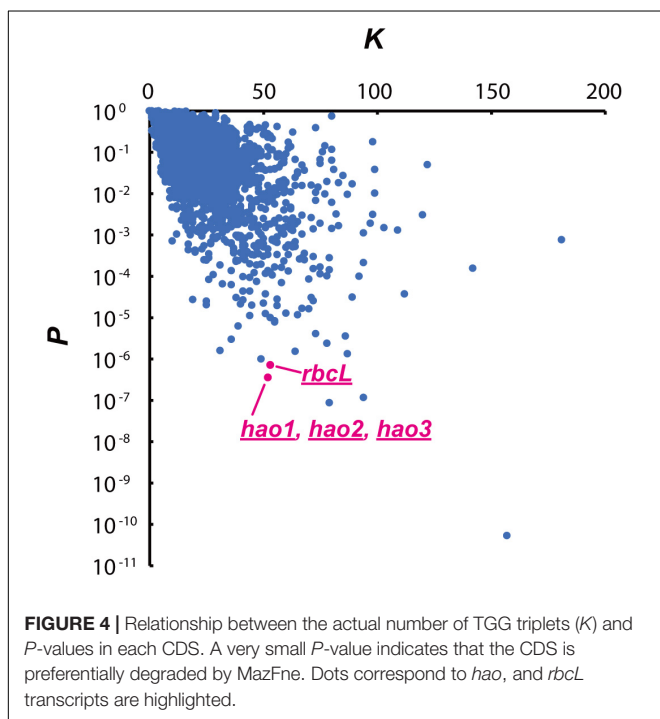 K
0 50 100 150 200
10⁰
10⁻¹
10⁻²
10⁻³
10⁻⁴
10⁻⁵
10⁻⁶
10⁻⁷
10⁻⁸
10⁻⁹
10⁻¹⁰
10⁻¹¹
P
rbcL
hao1, hao2, hao3
FIGURE 4 | Relationship between the actual number of TGG triplets (K) and
P-values in each CDS. A very small P-value indicates that the CDS is
preferentially degraded by MazFne. Dots correspond to hao, and rbcL
transcripts are highlighted.